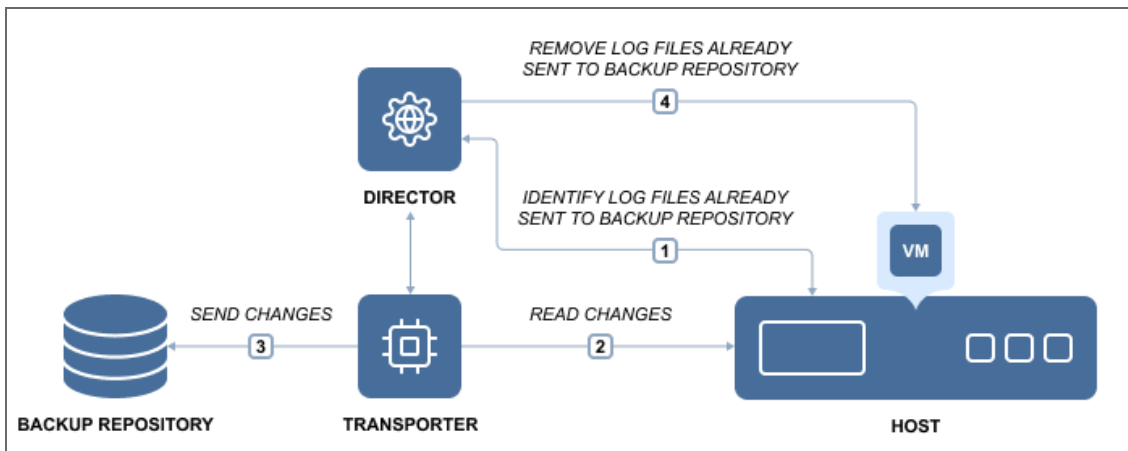 REMOVE LOG FILES ALREADY
SENT TO BACKUP REPOSITORY
4
DIRECTOR
IDENTIFY LOG FILES ALREADY
SENT TO BACKUP REPOSITORY
1
VM
SEND CHANGES
3
READ CHANGES
2
BACKUP REPOSITORY
TRANSPORTER
HOST